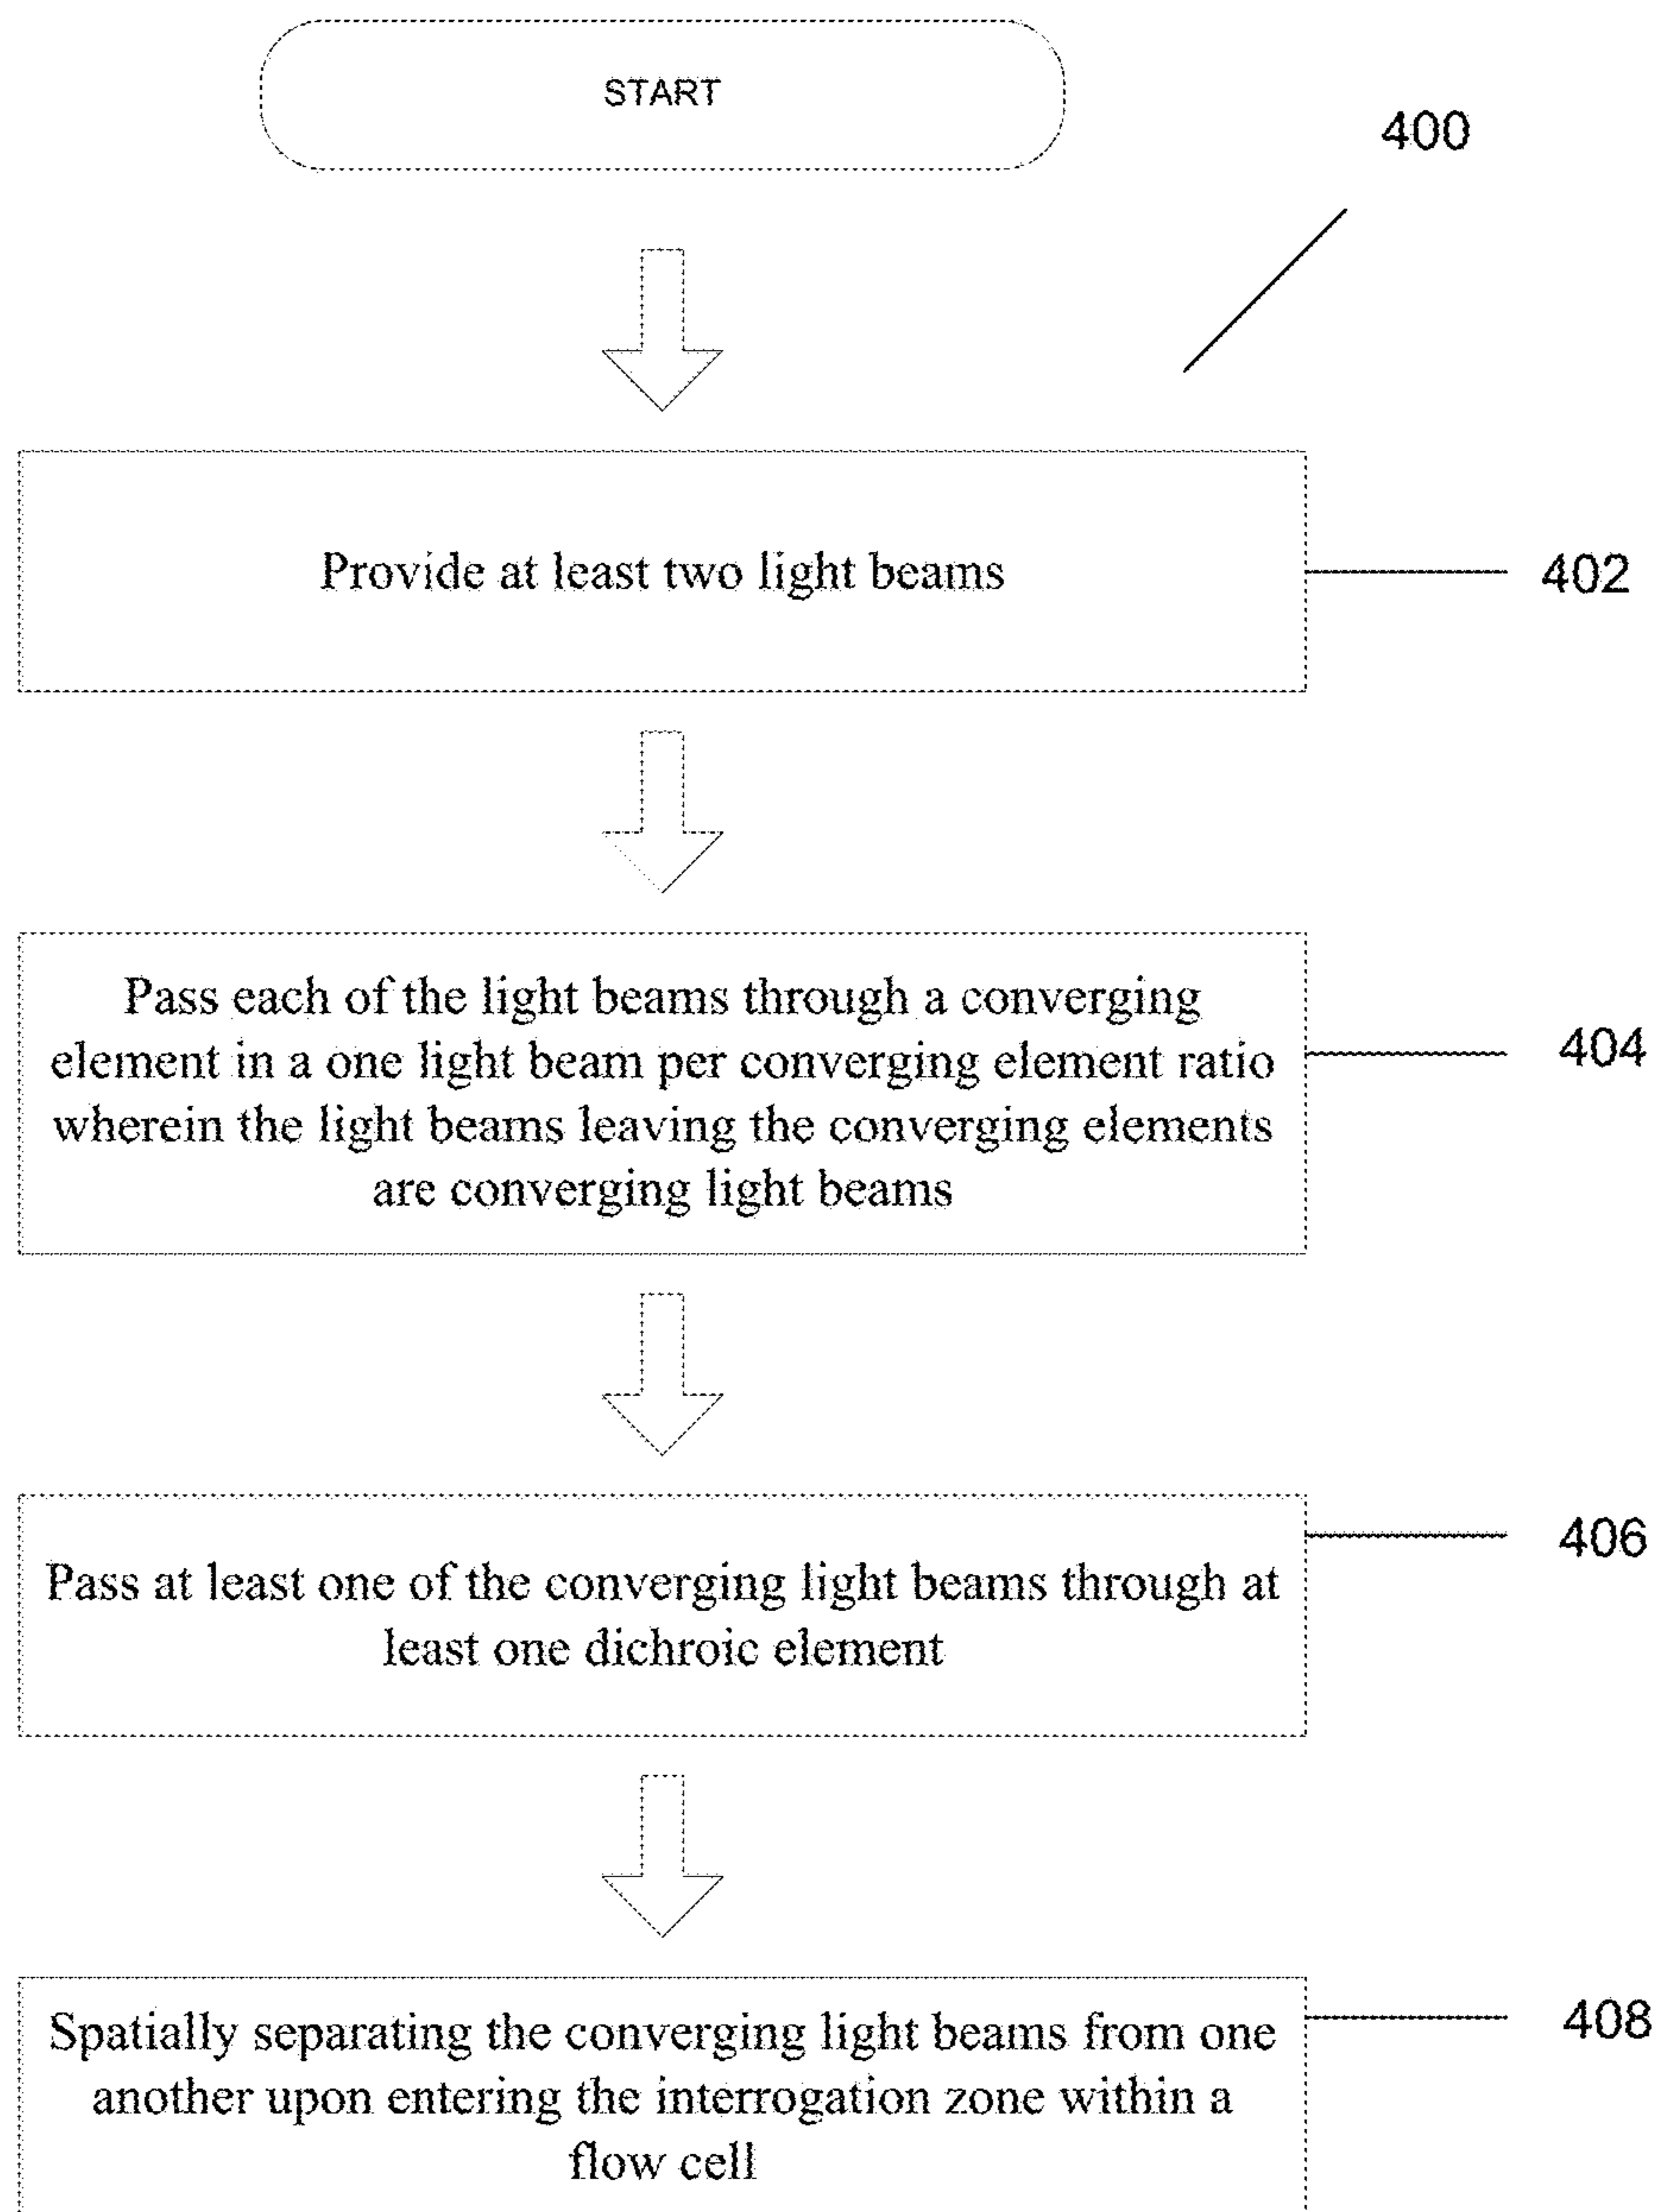 START
400
Provide at least two light beams
402
Pass each of the light beams through a converging
element in a one light beam per converging element ratio
wherein the light beams leaving the converging elements
are converging light beams
404
Pass at least one of the converging light beams through at
least one dichroic element
406
Spatially separating the converging light beams from one
another upon entering the interrogation zone within a
flow cell
408